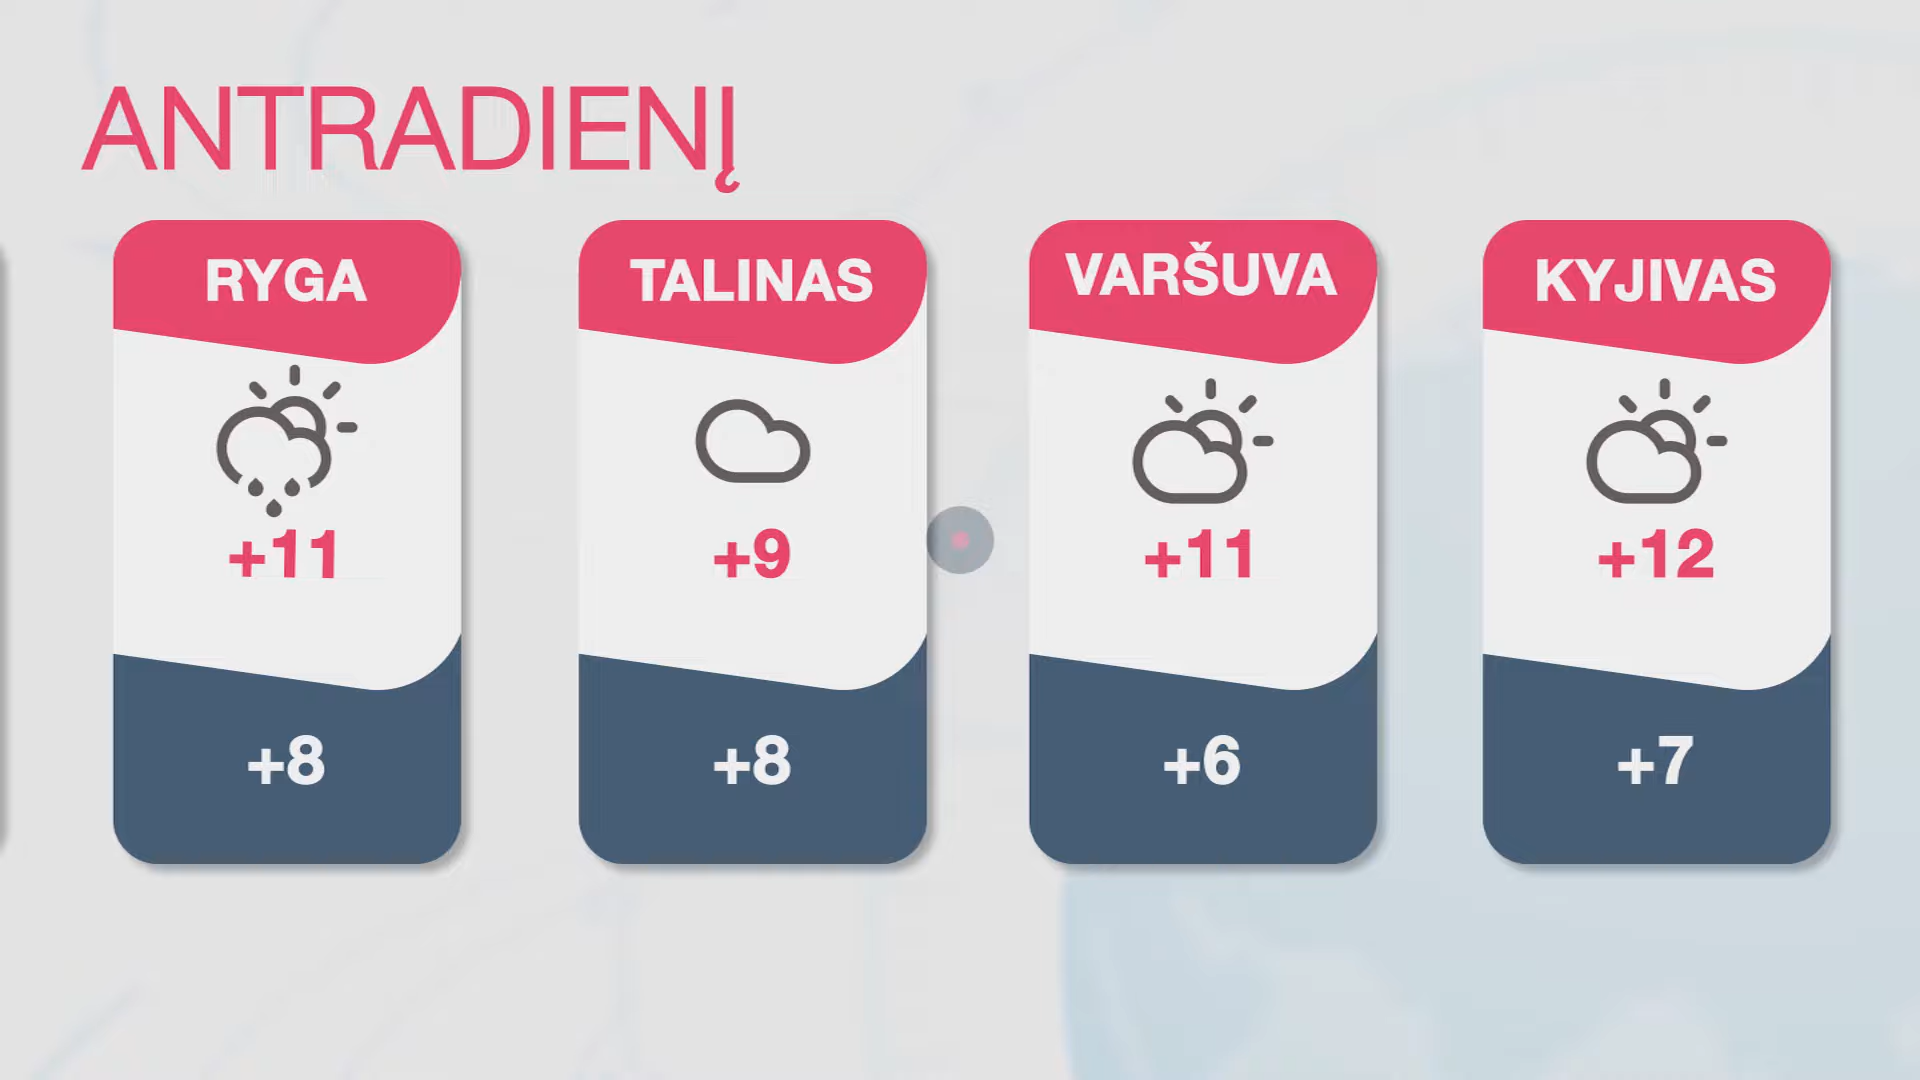 ANTRADIENĮ
RYGA
+11
+8
TALINAS
+9
+8
VARŠUVA
+11
+6
KYJIVAS
+12
+7